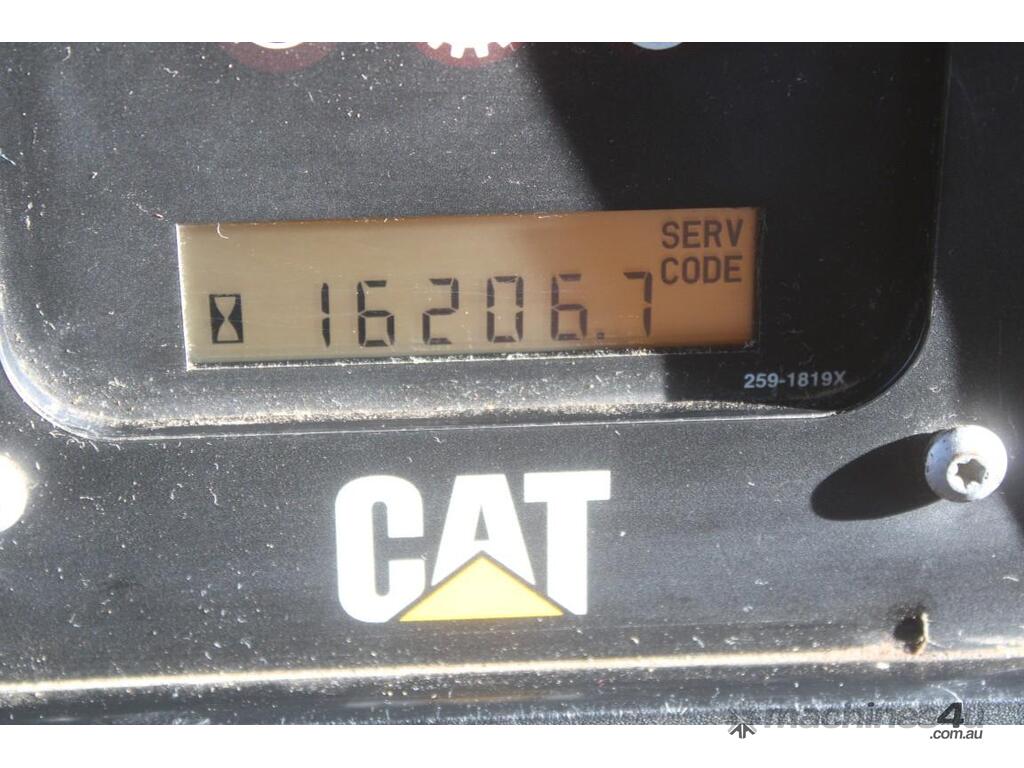 SERV
CODE
16206.7
259-1819X
CAT
machines4u
.com.au